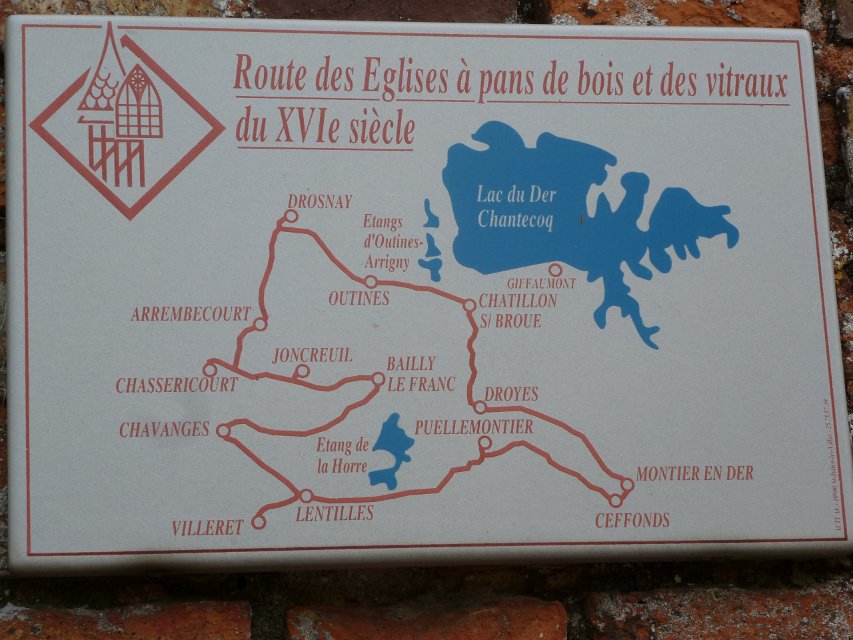 Route des Eglises à pans de bois et des vitraux
du XVIe siècle
DROSNAY
Etangs
d'Outines-
Arrigny
Lac du Der
Chantecoq
GIFFAUMONT
OUTINES
CHATILLON
S/ BROUE
ARREMBECOURT
JONCREUIL
BAILLY
LE FRANC
CHASSERICOURT
DROYES
CHAVANGES
PUELLEMONTIER
Etang de
la Horre
MONTIER EN DER
LENTILLES
VILLERET
CEFFONDS